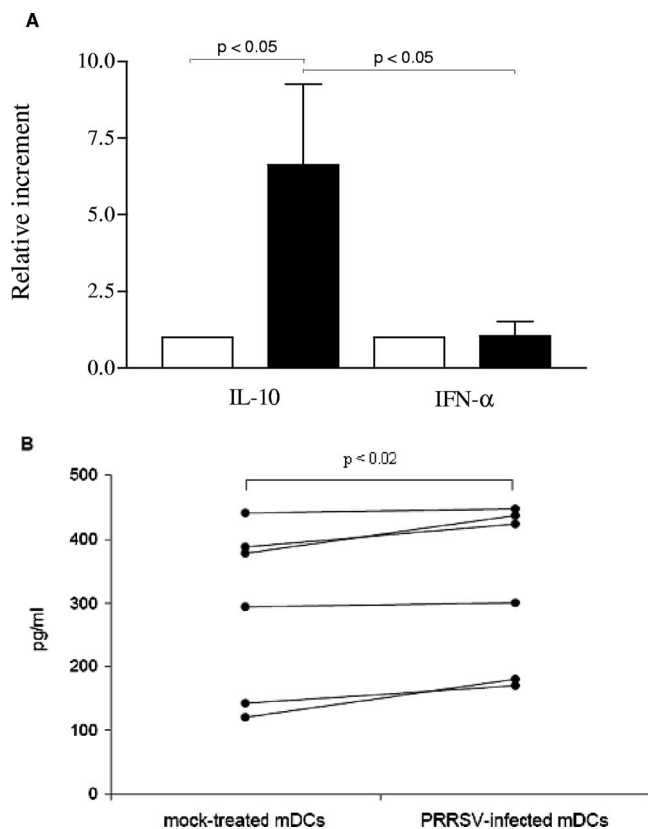 A
p < 0.05
p < 0.05
10.0
7.5
5.0
2.5
0.0
Relative increment
IL-10
IFN-α
B
p < 0.02
500
400
300
200
100
0
pg/ml
mock-treated mDCs
PRRSV-infected mDCs